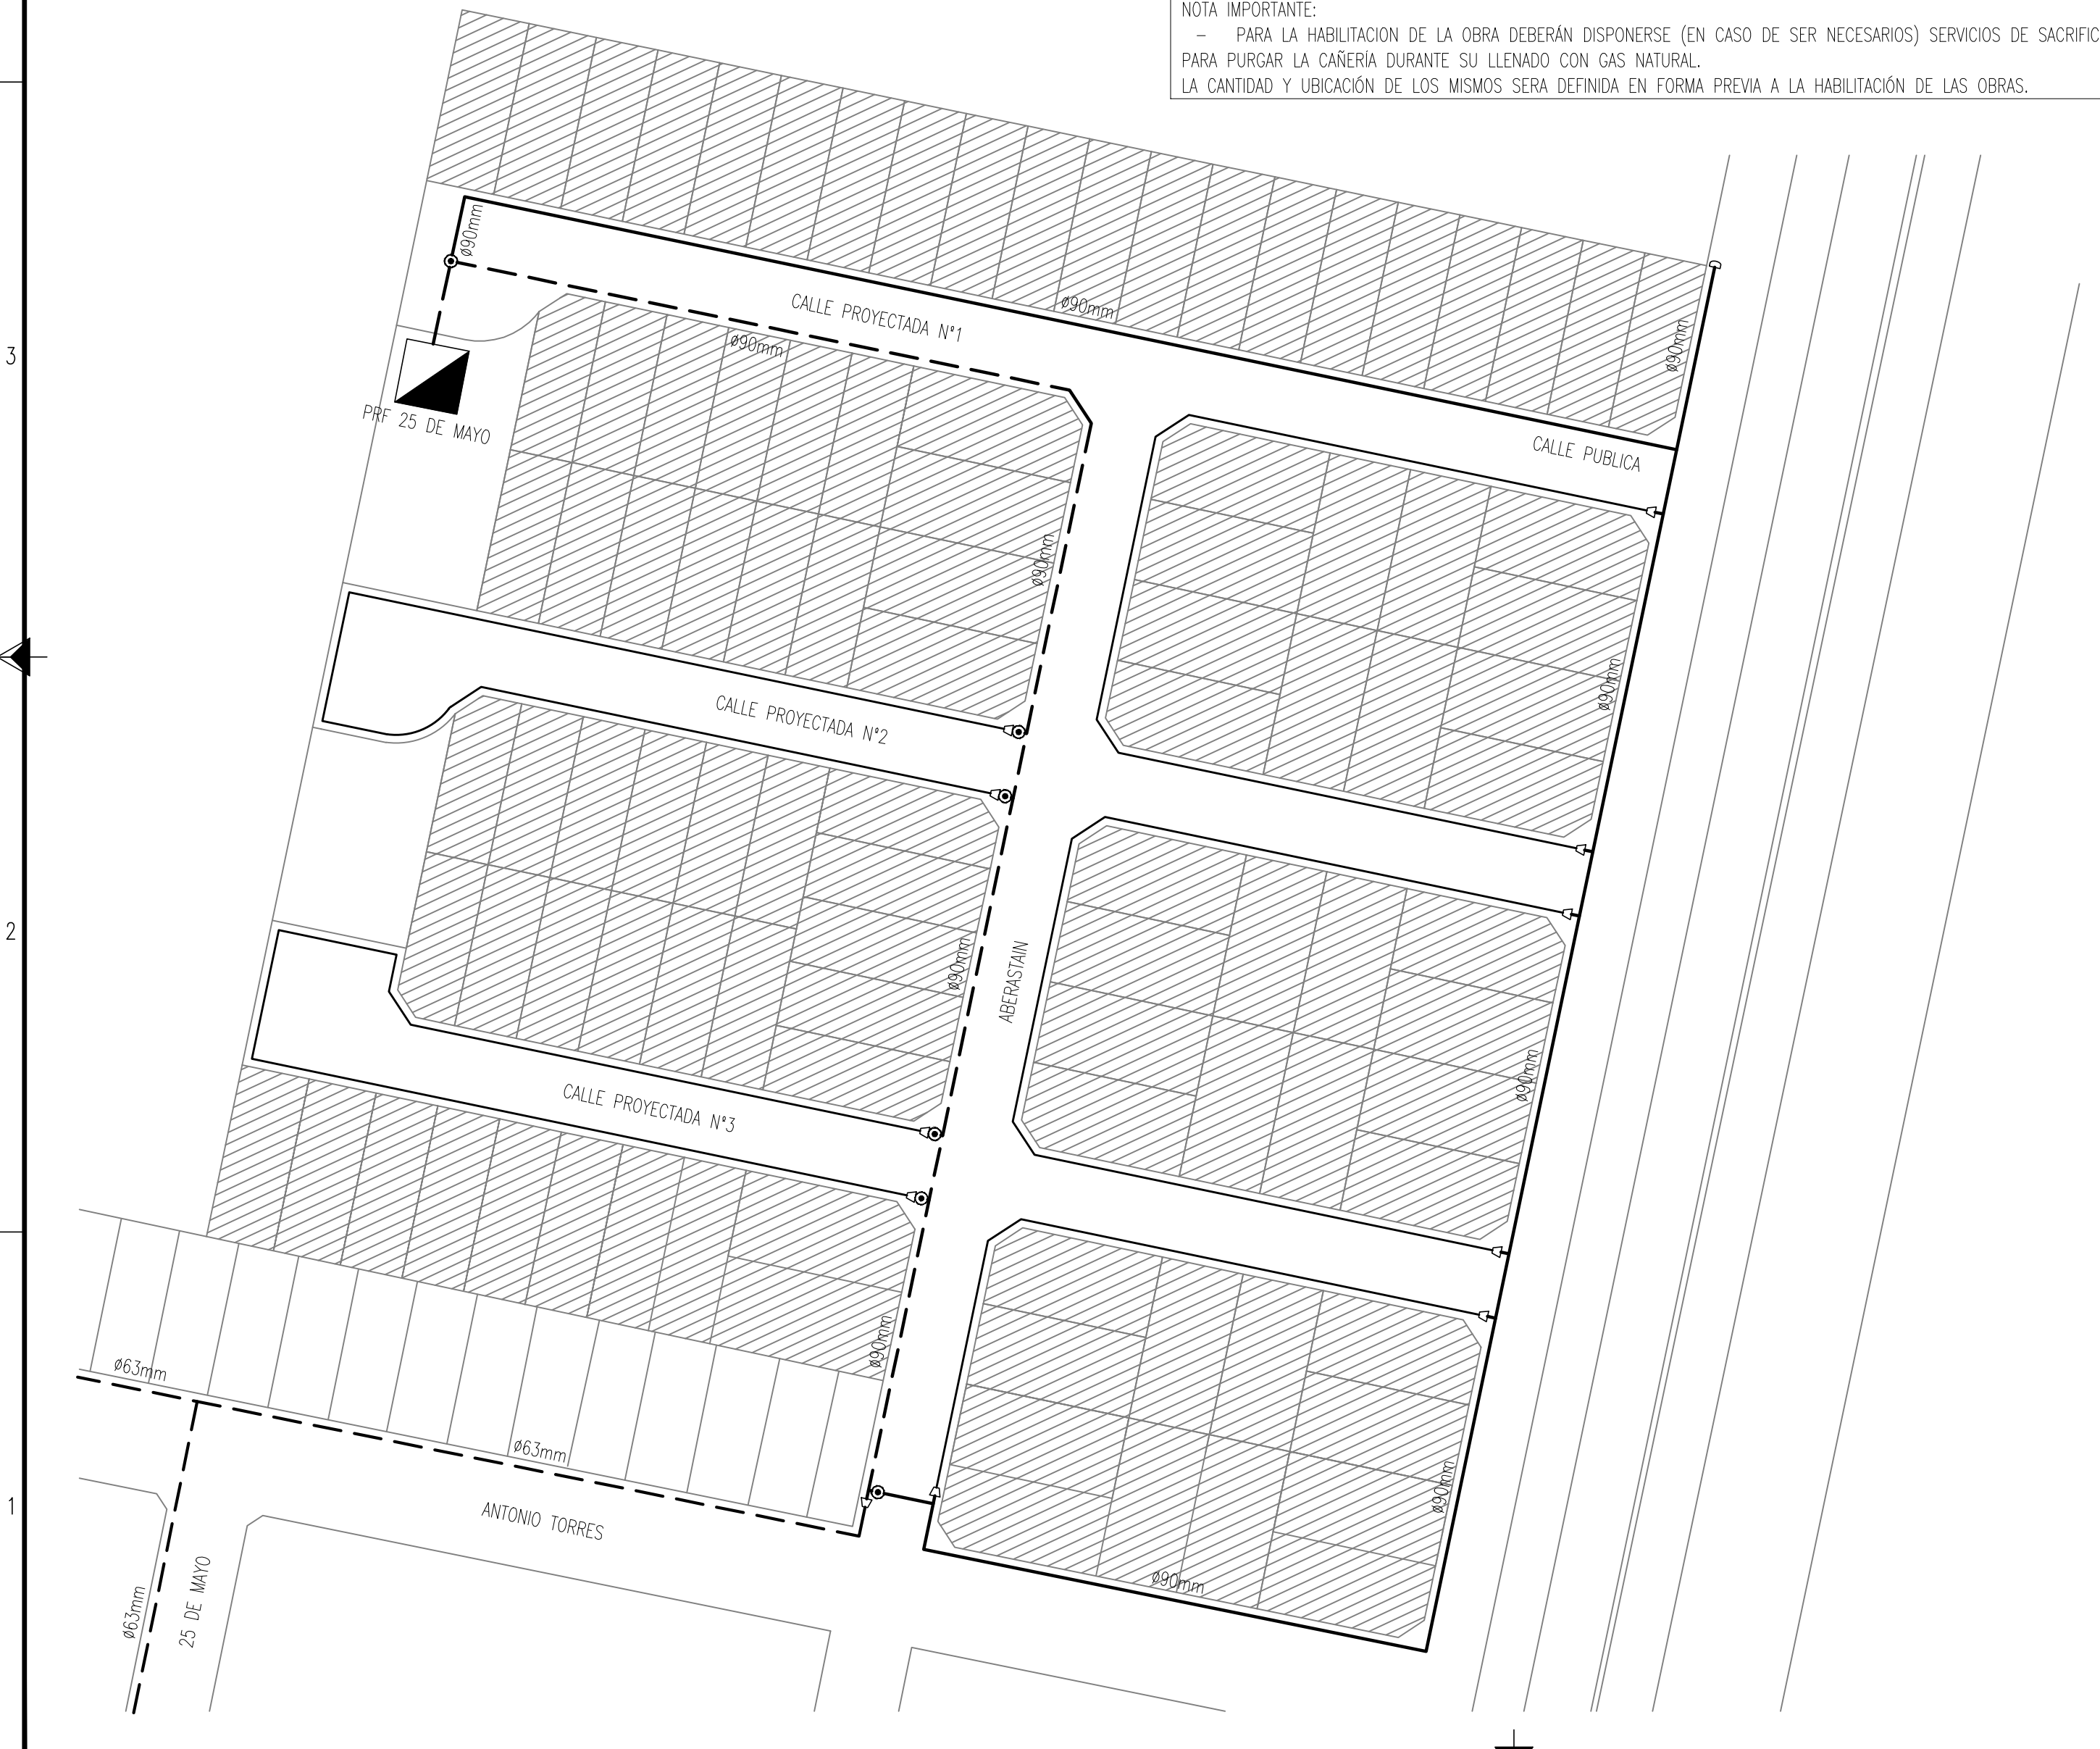 NOTA IMPORTANTE:
– PARA LA HABILITACION DE LA OBRA DEBERÁN DISPONERSE (EN CASO DE SER NECESARIOS) SERVICIOS DE SACRIFIC
PARA PURGAR LA CAÑERÍA DURANTE SU LLENADO CON GAS NATURAL.
LA CANTIDAD Y UBICACIÓN DE LOS MISMOS SERA DEFINIDA EN FORMA PREVIA A LA HABILITACIÓN DE LAS OBRAS.
ø90mm
CALLE PROYECTADA N°1
ø90mm
ø90mm
ø90mm
3
PRF 25 DE MAYO
CALLE PUBLICA
ø90mm
ø90mm
CALLE PROYECTADA N°2
2
ø90mm
ABERASTAIN
ø90mm
CALLE PROYECTADA N°3
ø90mm
ø63mm
ø63mm
ø90mm
1
ANTONIO TORRES
ø90mm
25 DE MAYO
ø63mm